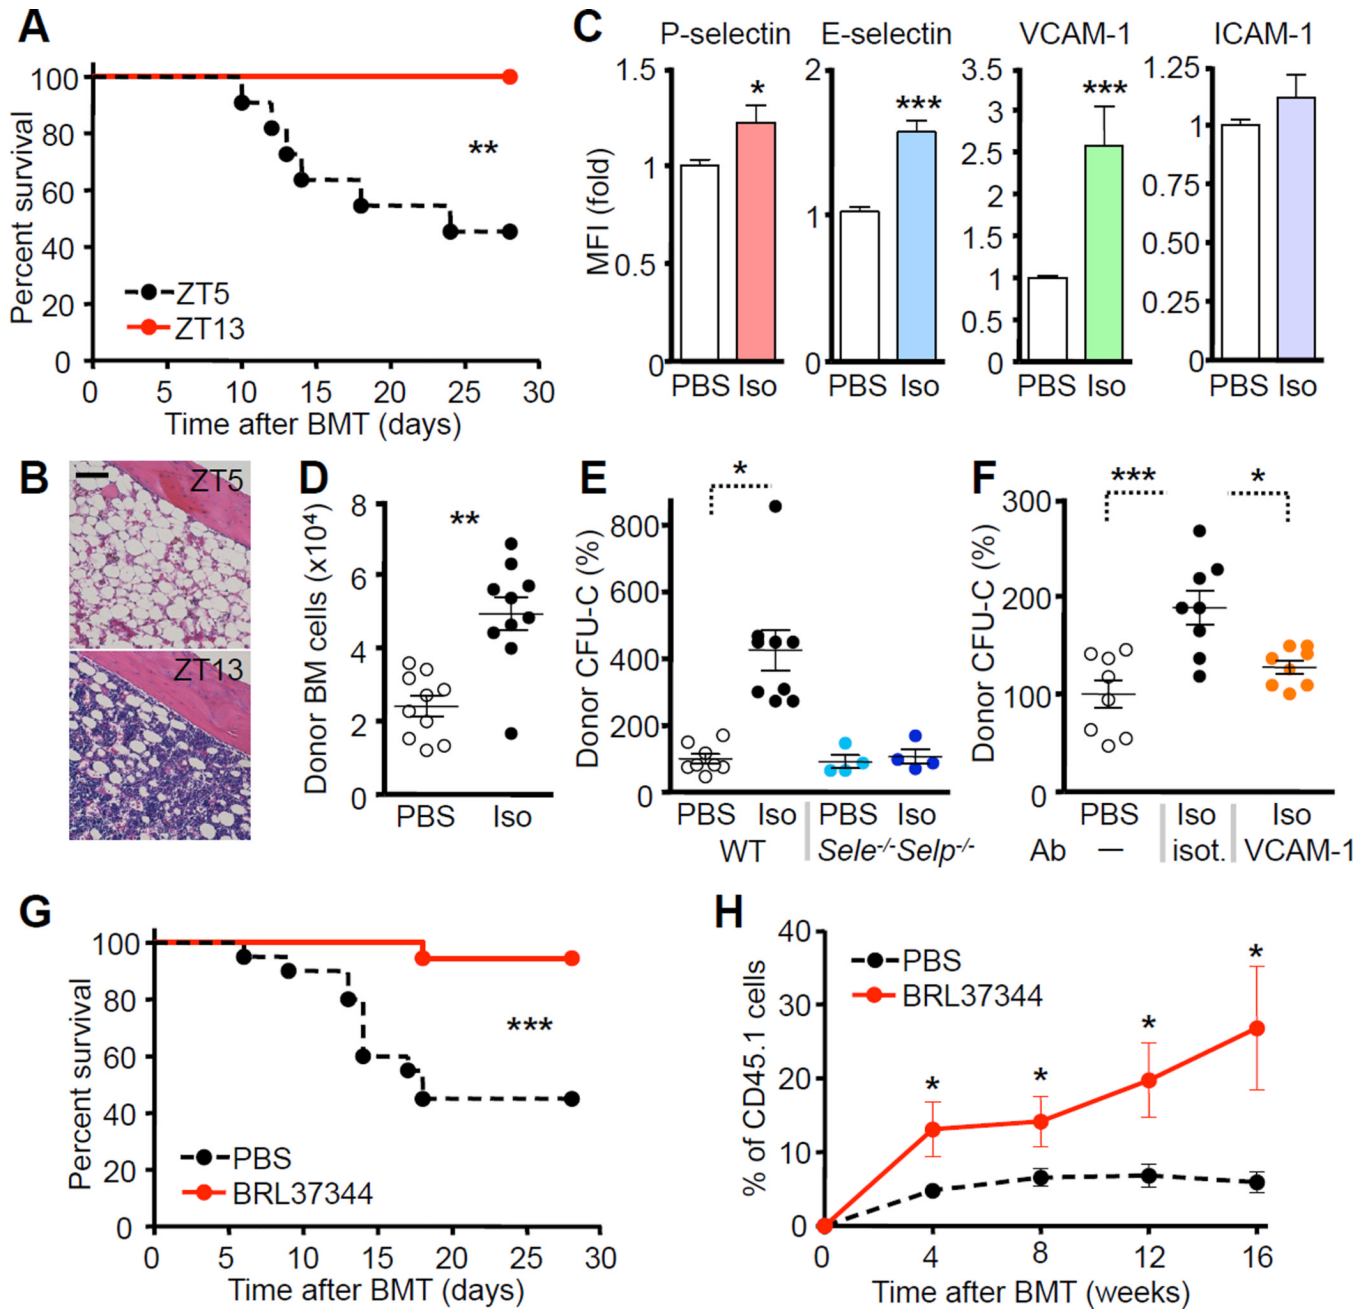 A
100
80
60
40
20
0
Percent survival
**
ZT5
ZT13
0 5 10 15 20 25 30
Time after BMT (days)
B
ZT5
ZT13
C
P-selectin E-selectin VCAM-1 ICAM-1
MFI (fold)
1.5
1
0.5
0
*
PBS Iso
2
1
0
***
PBS Iso
3.5
3
2.5
2
1.5
1
0.5
0
***
PBS Iso
1.25
1
0.75
0.50
0.25
0
PBS Iso
D
Donor BM cells (x10⁴)
8
6
4
2
0
**
PBS Iso
E
Donor CFU-C (%)
800
600
400
200
0
*
PBS Iso PBS Iso
WT Sele-/-Selp-/-
F
Donor CFU-C (%)
300
200
100
0
*** *
PBS Iso Iso
Ab — isot. VCAM-1
G
Percent survival
100
80
60
40
20
0
***
PBS
BRL37344
0 5 10 15 20 25 30
Time after BMT (days)
H
% of CD45.1 cells
40
30
20
10
0
PBS
BRL37344
* * * *
0 4 8 12 16
Time after BMT (weeks)